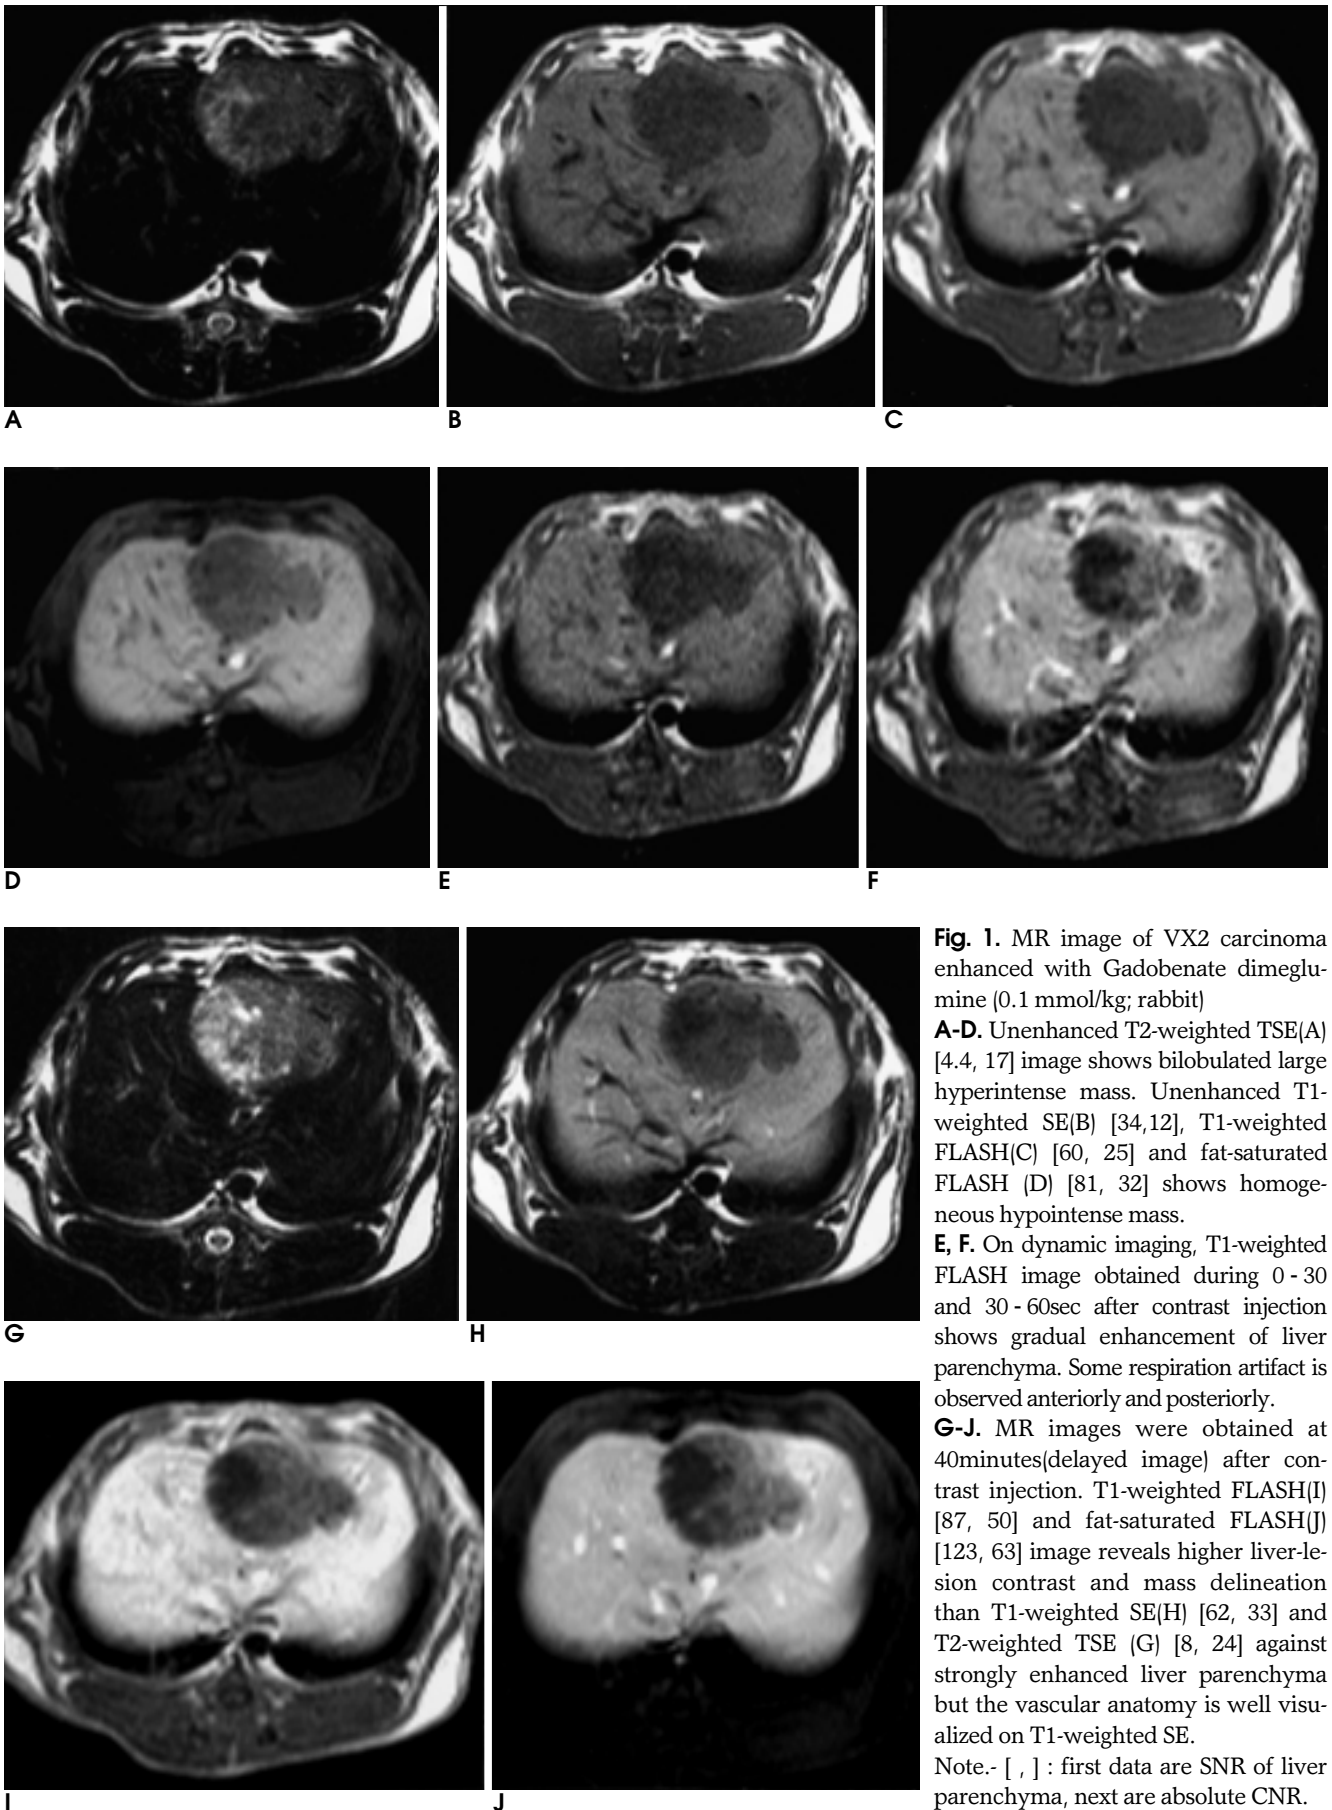 A
B
C
D
E
F
G
H
I
J
Fig. 1. MR image of VX2 carcinoma
enhanced with Gadobenate dimeglu-
mine (0.1 mmol/kg; rabbit)
A-D. Unenhanced T2-weighted TSE(A)
[4.4, 17] image shows bilobulated large
hyperintense mass. Unenhanced T1-
weighted SE(B) [34,12], T1-weighted
FLASH(C) [60, 25] and fat-saturated
FLASH (D) [81, 32] shows homoge-
neous hypointense mass.
E, F. On dynamic imaging, T1-weighted
FLASH image obtained during 0 - 30
and 30 - 60sec after contrast injection
shows gradual enhancement of liver
parenchyma. Some respiration artifact is
observed anteriorly and posteriorly.
G-J. MR images were obtained at
40minutes(delayed image) after con-
trast injection. T1-weighted FLASH(I)
[87, 50] and fat-saturated FLASH(J)
[123, 63] image reveals higher liver-le-
sion contrast and mass delineation
than T1-weighted SE(H) [62, 33] and
T2-weighted TSE (G) [8, 24] against
strongly enhanced liver parenchyma
but the vascular anatomy is well visu-
alized on T1-weighted SE.
Note.- [ , ] : first data are SNR of liver
parenchyma, next are absolute CNR.